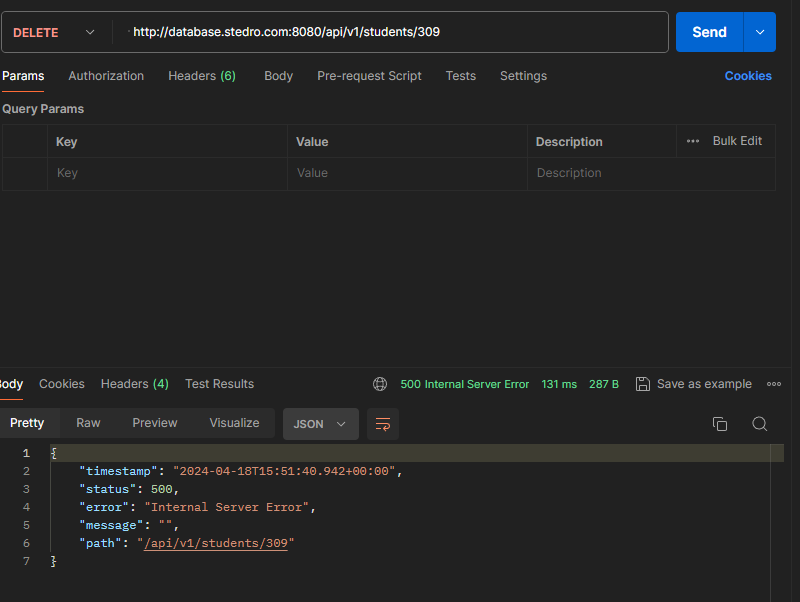 DELETE http://database.stedro.com:8080/api/v1/students/309 Send
Params Authorization Headers (6) Body Pre-request Script Tests Settings Cookies
Query Params
Key Value Description ••• Bulk Edit
Key Value Description
Body Cookies Headers (4) Test Results 500 Internal Server Error 131 ms 287 B Save as example
Pretty Raw Preview Visualize JSON
1 {
2 "timestamp": "2024-04-18T15:51:40.942+00:00",
3 "status": 500,
4 "error": "Internal Server Error",
5 "message": "",
6 "path": "/api/v1/students/309"
7 }